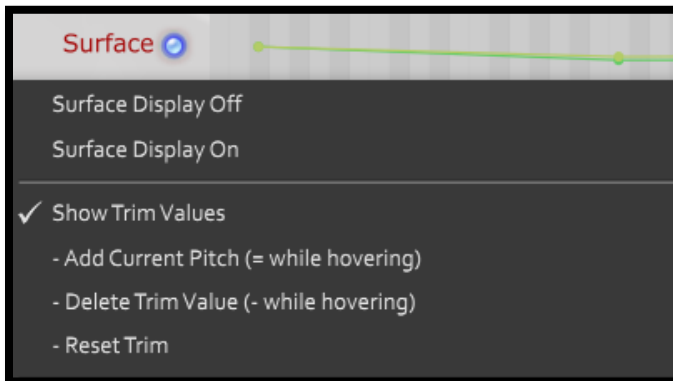 Surface
Surface Display Off
Surface Display On
✓ Show Trim Values
- Add Current Pitch (= while hovering)
- Delete Trim Value (- while hovering)
- Reset Trim